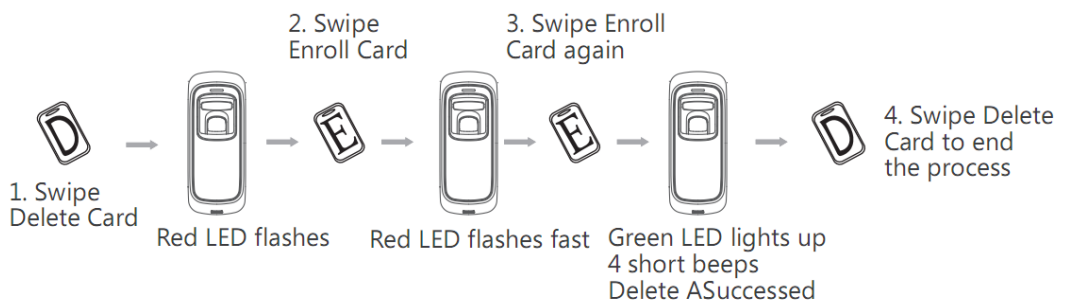 D
1. Swipe
Delete Card
Red LED flashes
2. Swipe
Enroll Card
E
Red LED flashes fast
3. Swipe Enroll
Card again
E
Green LED lights up
4 short beeps
Delete ASuccessed
D
4. Swipe Delete
Card to end
the process